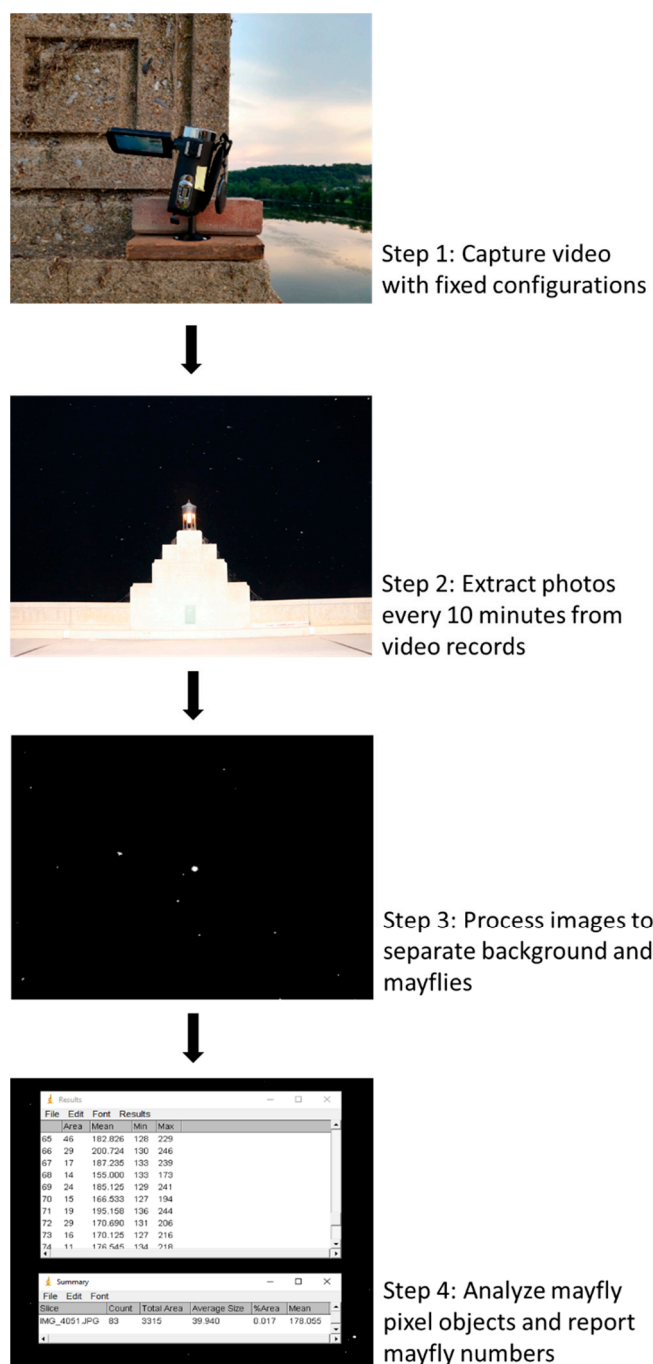 Step 1: Capture video
with fixed configurations
Step 2: Extract photos
every 10 minutes from
video records
Step 3: Process images to
separate background and
mayflies
Results
File Edit Font Results
Area Mean Min Max
65 46 182.826 128 229
66 29 200.724 130 246
67 17 187.235 133 239
68 14 155.000 133 173
69 24 185.125 129 241
70 15 166.533 127 194
71 19 195.158 136 244
72 29 170.690 131 206
73 16 170.125 127 216
74 11 176.545 134 218
Summary
File Edit Font
Slice Count Total Area Average Size %Area Mean
IMG_4051.JPG 83 3315 39.940 0.017 178.055
Step 4: Analyze mayfly
pixel objects and report
mayfly numbers